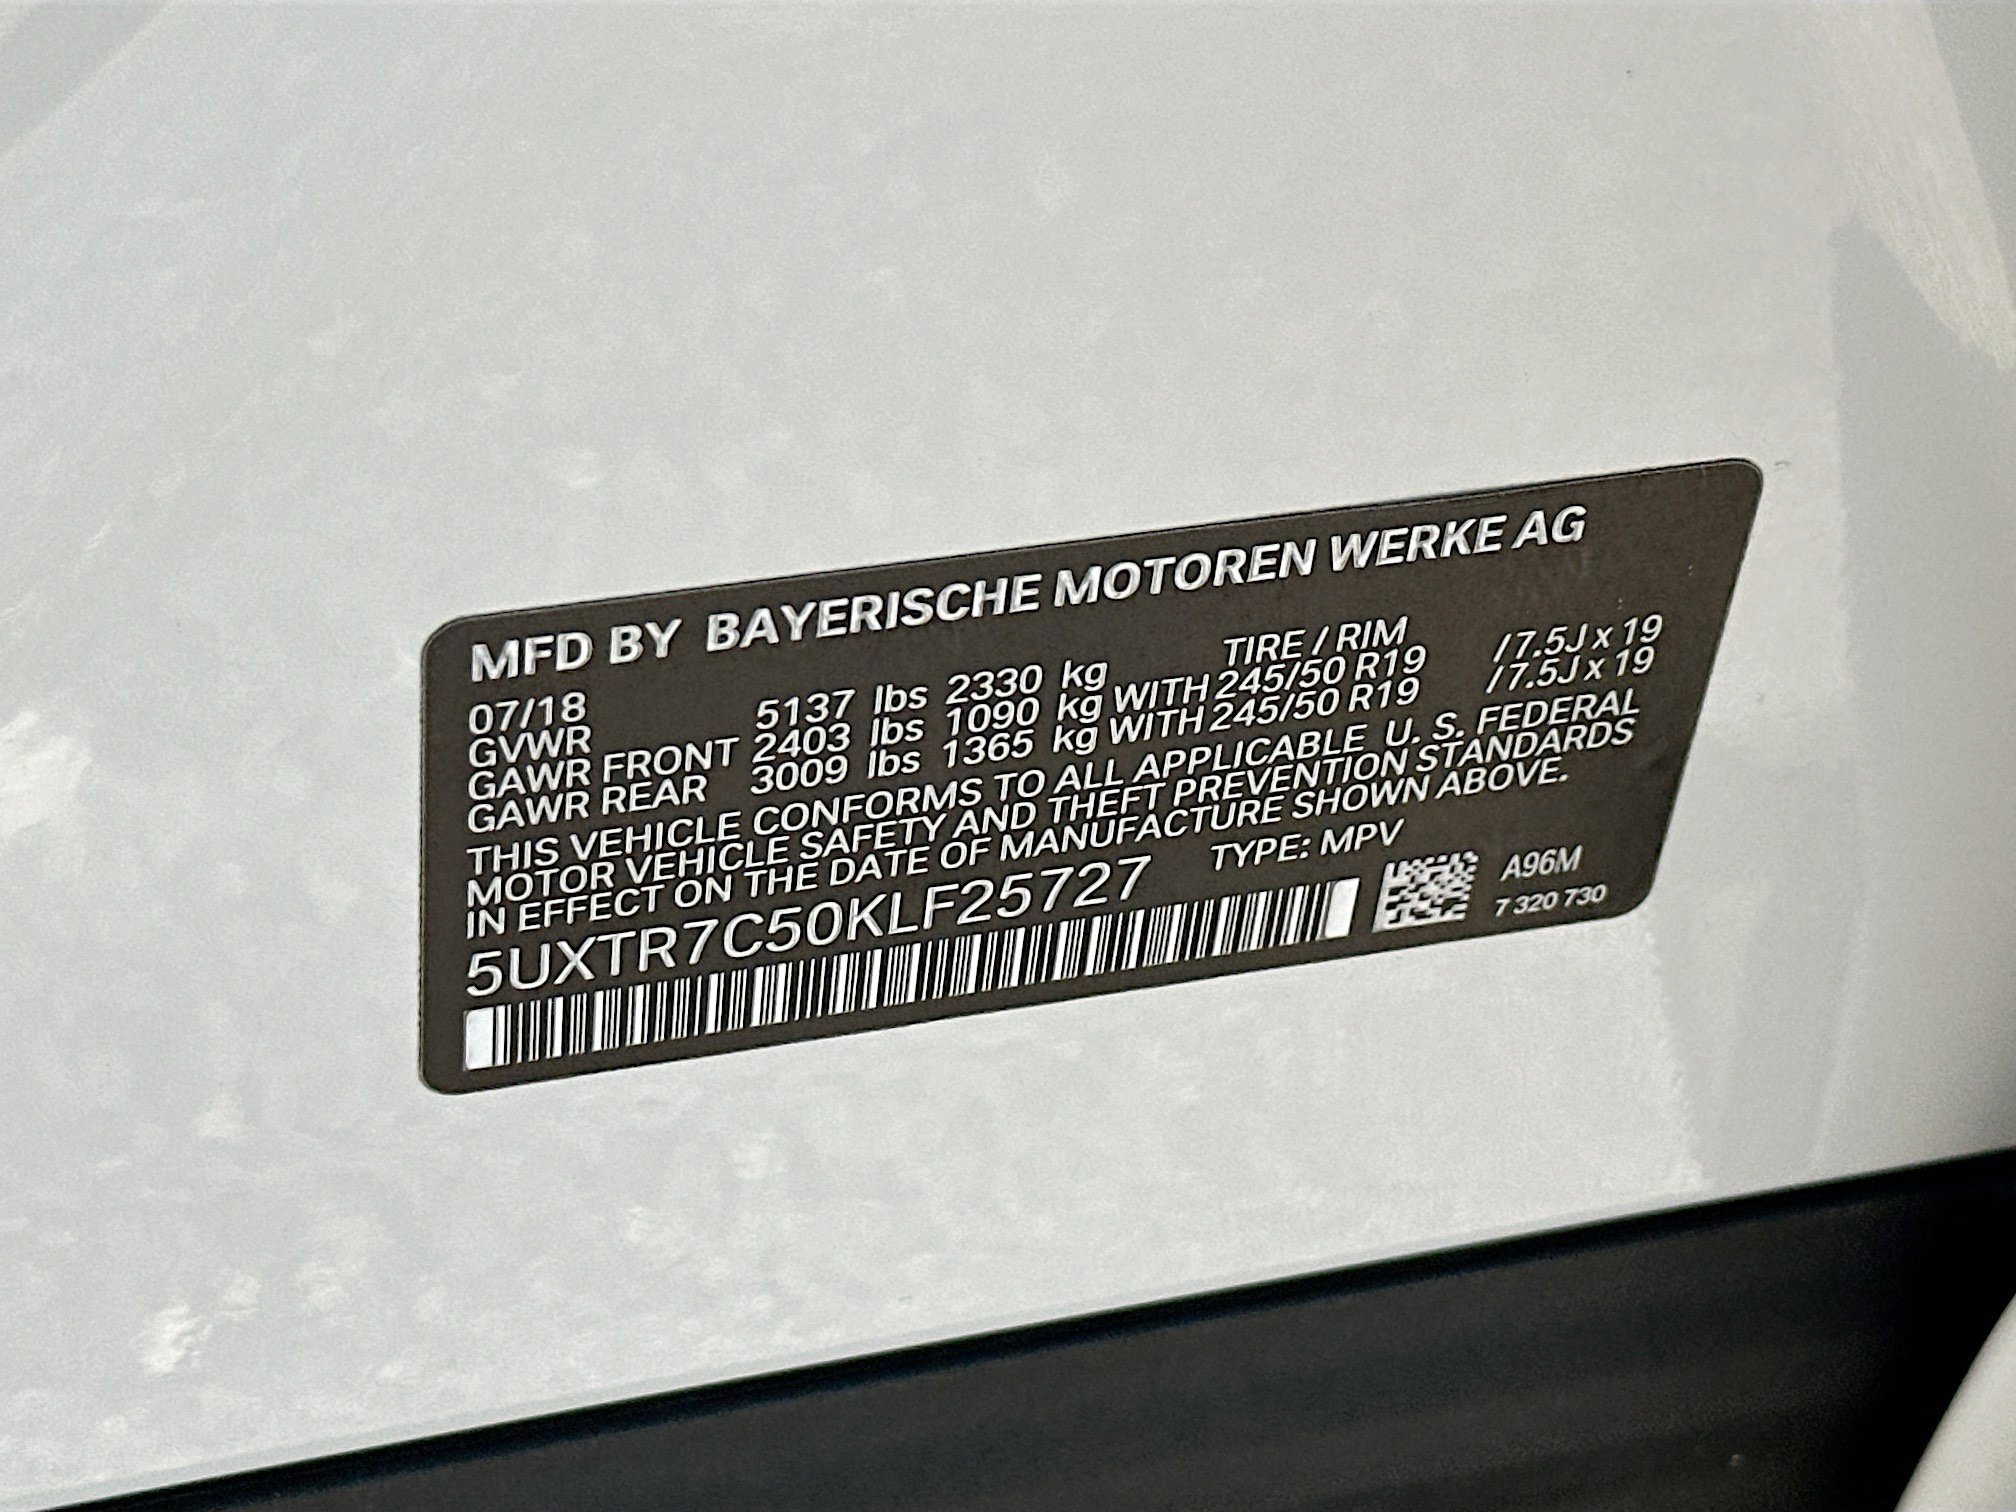 MFD BY BAYERISCHE MOTOREN WERKE AG
07/18 TIRE / RIM
GVWR 5137 lbs 2330 kg
GAWR FRONT 2403 lbs 1090 kg WITH 245/50 R19 / 7.5J x 19
GAWR REAR 3009 lbs 1365 kg WITH 245/50 R19 / 7.5J x 19
THIS VEHICLE CONFORMS TO ALL APPLICABLE U. S. FEDERAL
MOTOR VEHICLE SAFETY AND THEFT PREVENTION STANDARDS
IN EFFECT ON THE DATE OF MANUFACTURE SHOWN ABOVE.
5UXTR7C50KLF25727 TYPE: MPV
A96M
7 320 730